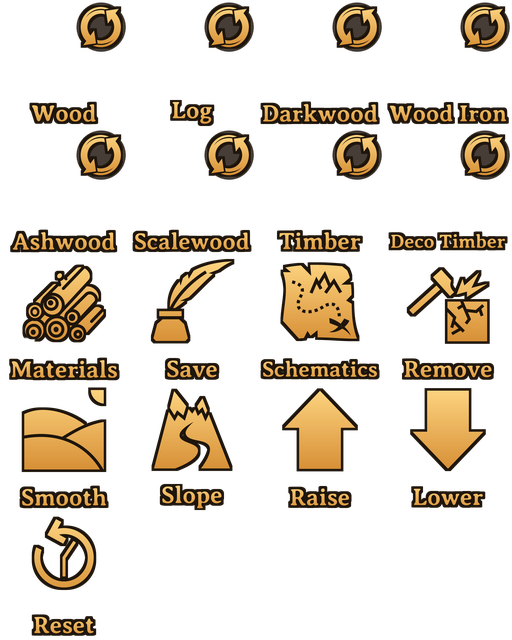 Wood Log Darkwood Wood Iron
Ashwood Scalewood Timber Deco Timber
Materials Save Schematics Remove
Smooth Slope Raise Lower
Reset